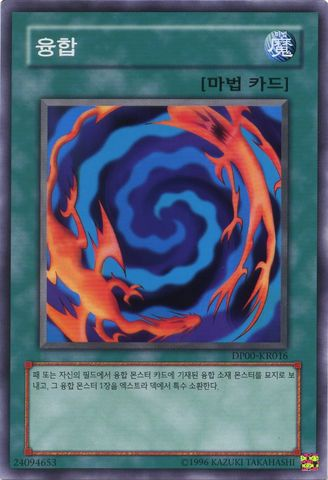 융합
魔
[마법 카드]
DP00-KR016
패 또는 자신의 필드에서 융합 몬스터 카드에 기재된 융합 소재 몬스터를 묘지로 보
내고, 그 융합 몬스터 1장을 엑스트라 덱에서 특수 소환한다.
24094653
©1996 KAZUKI TAKAHASHI